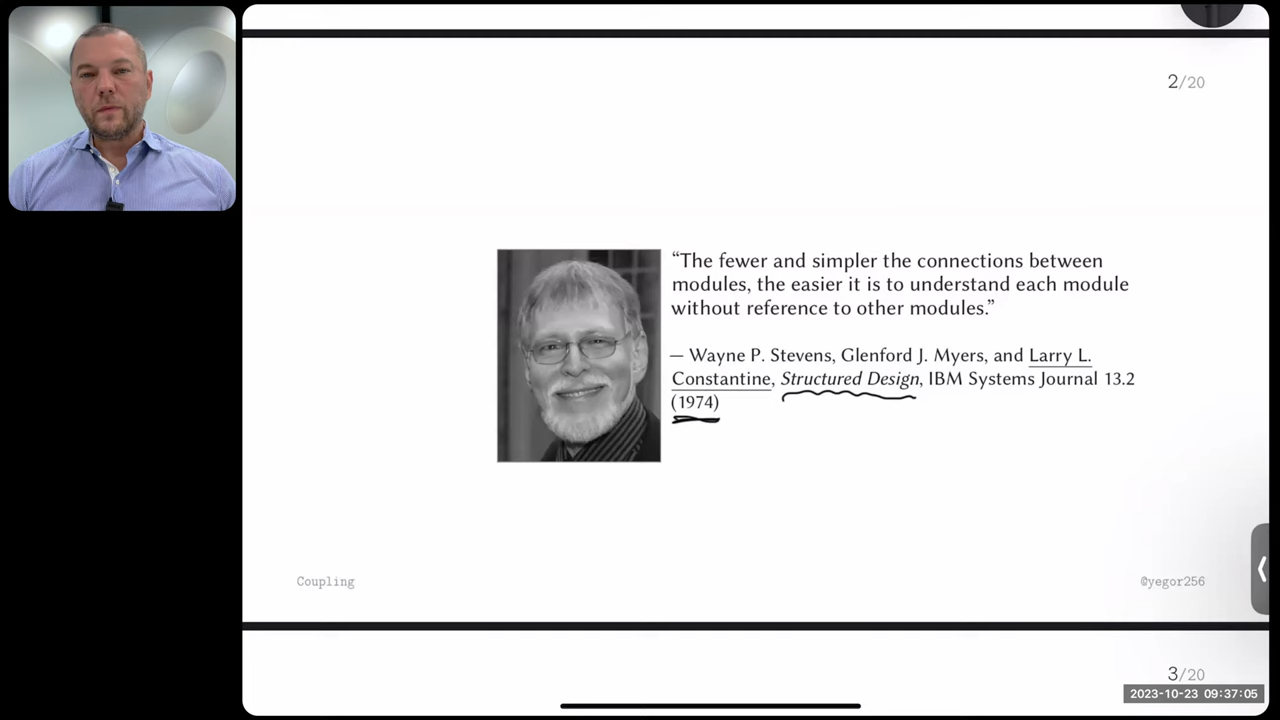 2/20
“The fewer and simpler the connections between
modules, the easier it is to understand each module
without reference to other modules.”
— Wayne P. Stevens, Glenford J. Myers, and Larry L.
Constantine, Structured Design, IBM Systems Journal 13.2
(1974)
Coupling
@yegor256
3/20
2023-10-23 09:37:05